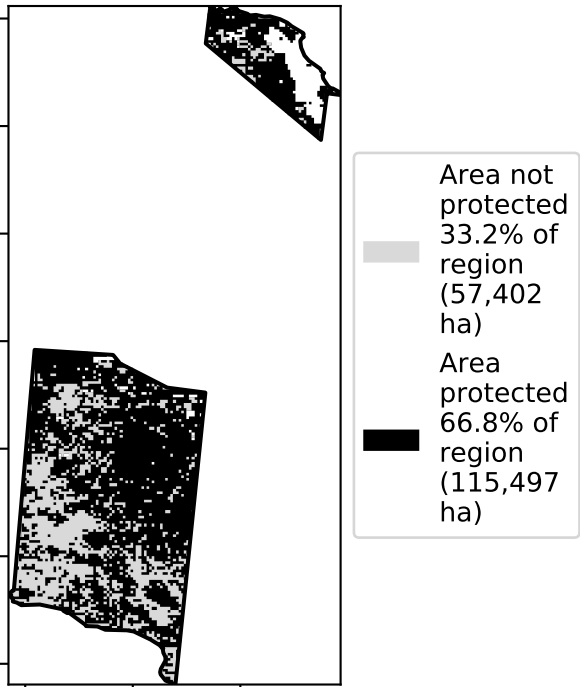 Area not
protected
33.2% of
region
(57,402
ha)
Area
protected
66.8% of
region
(115,497
ha)